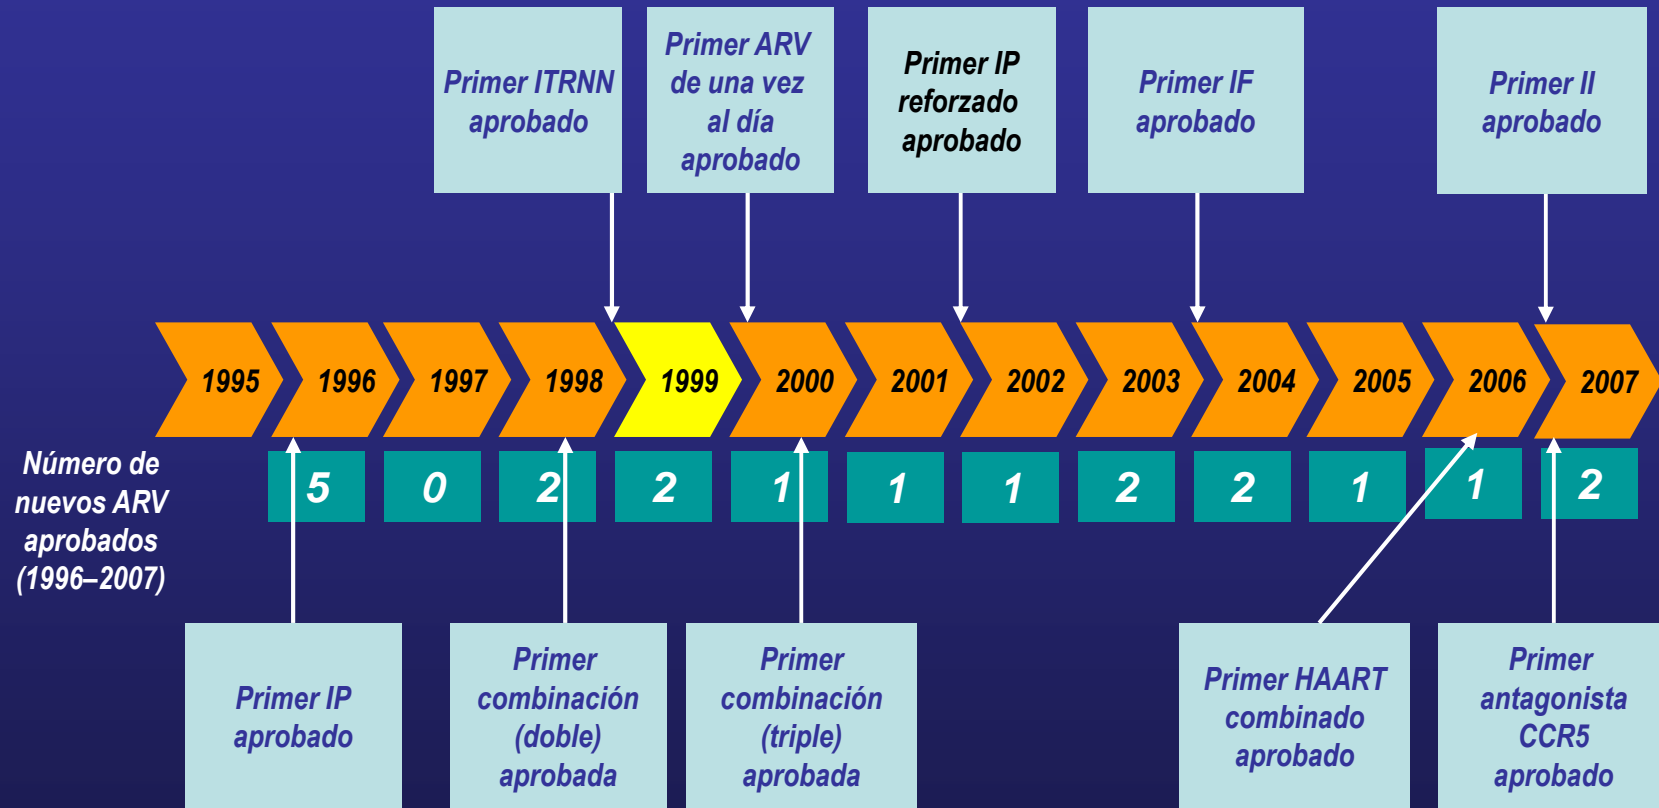 Primer ITRNN
aprobado
Primer ARV
de una vez
al día
aprobado
Primer IP
reforzado
aprobado
Primer IF
aprobado
Primer II
aprobado
1995
1996
1997
1998
1999
2000
2001
2002
2003
2004
2005
2006
2007
Número de
nuevos ARV
aprobados
(1996–2007)
5
0
2
2
1
1
1
2
2
1
1
2
Primer IP
aprobado
Primer
combinación
(doble)
aprobada
Primer
combinación
(triple)
aprobada
Primer HAART
combinado
aprobado
Primer
antagonista
CCR5
aprobado